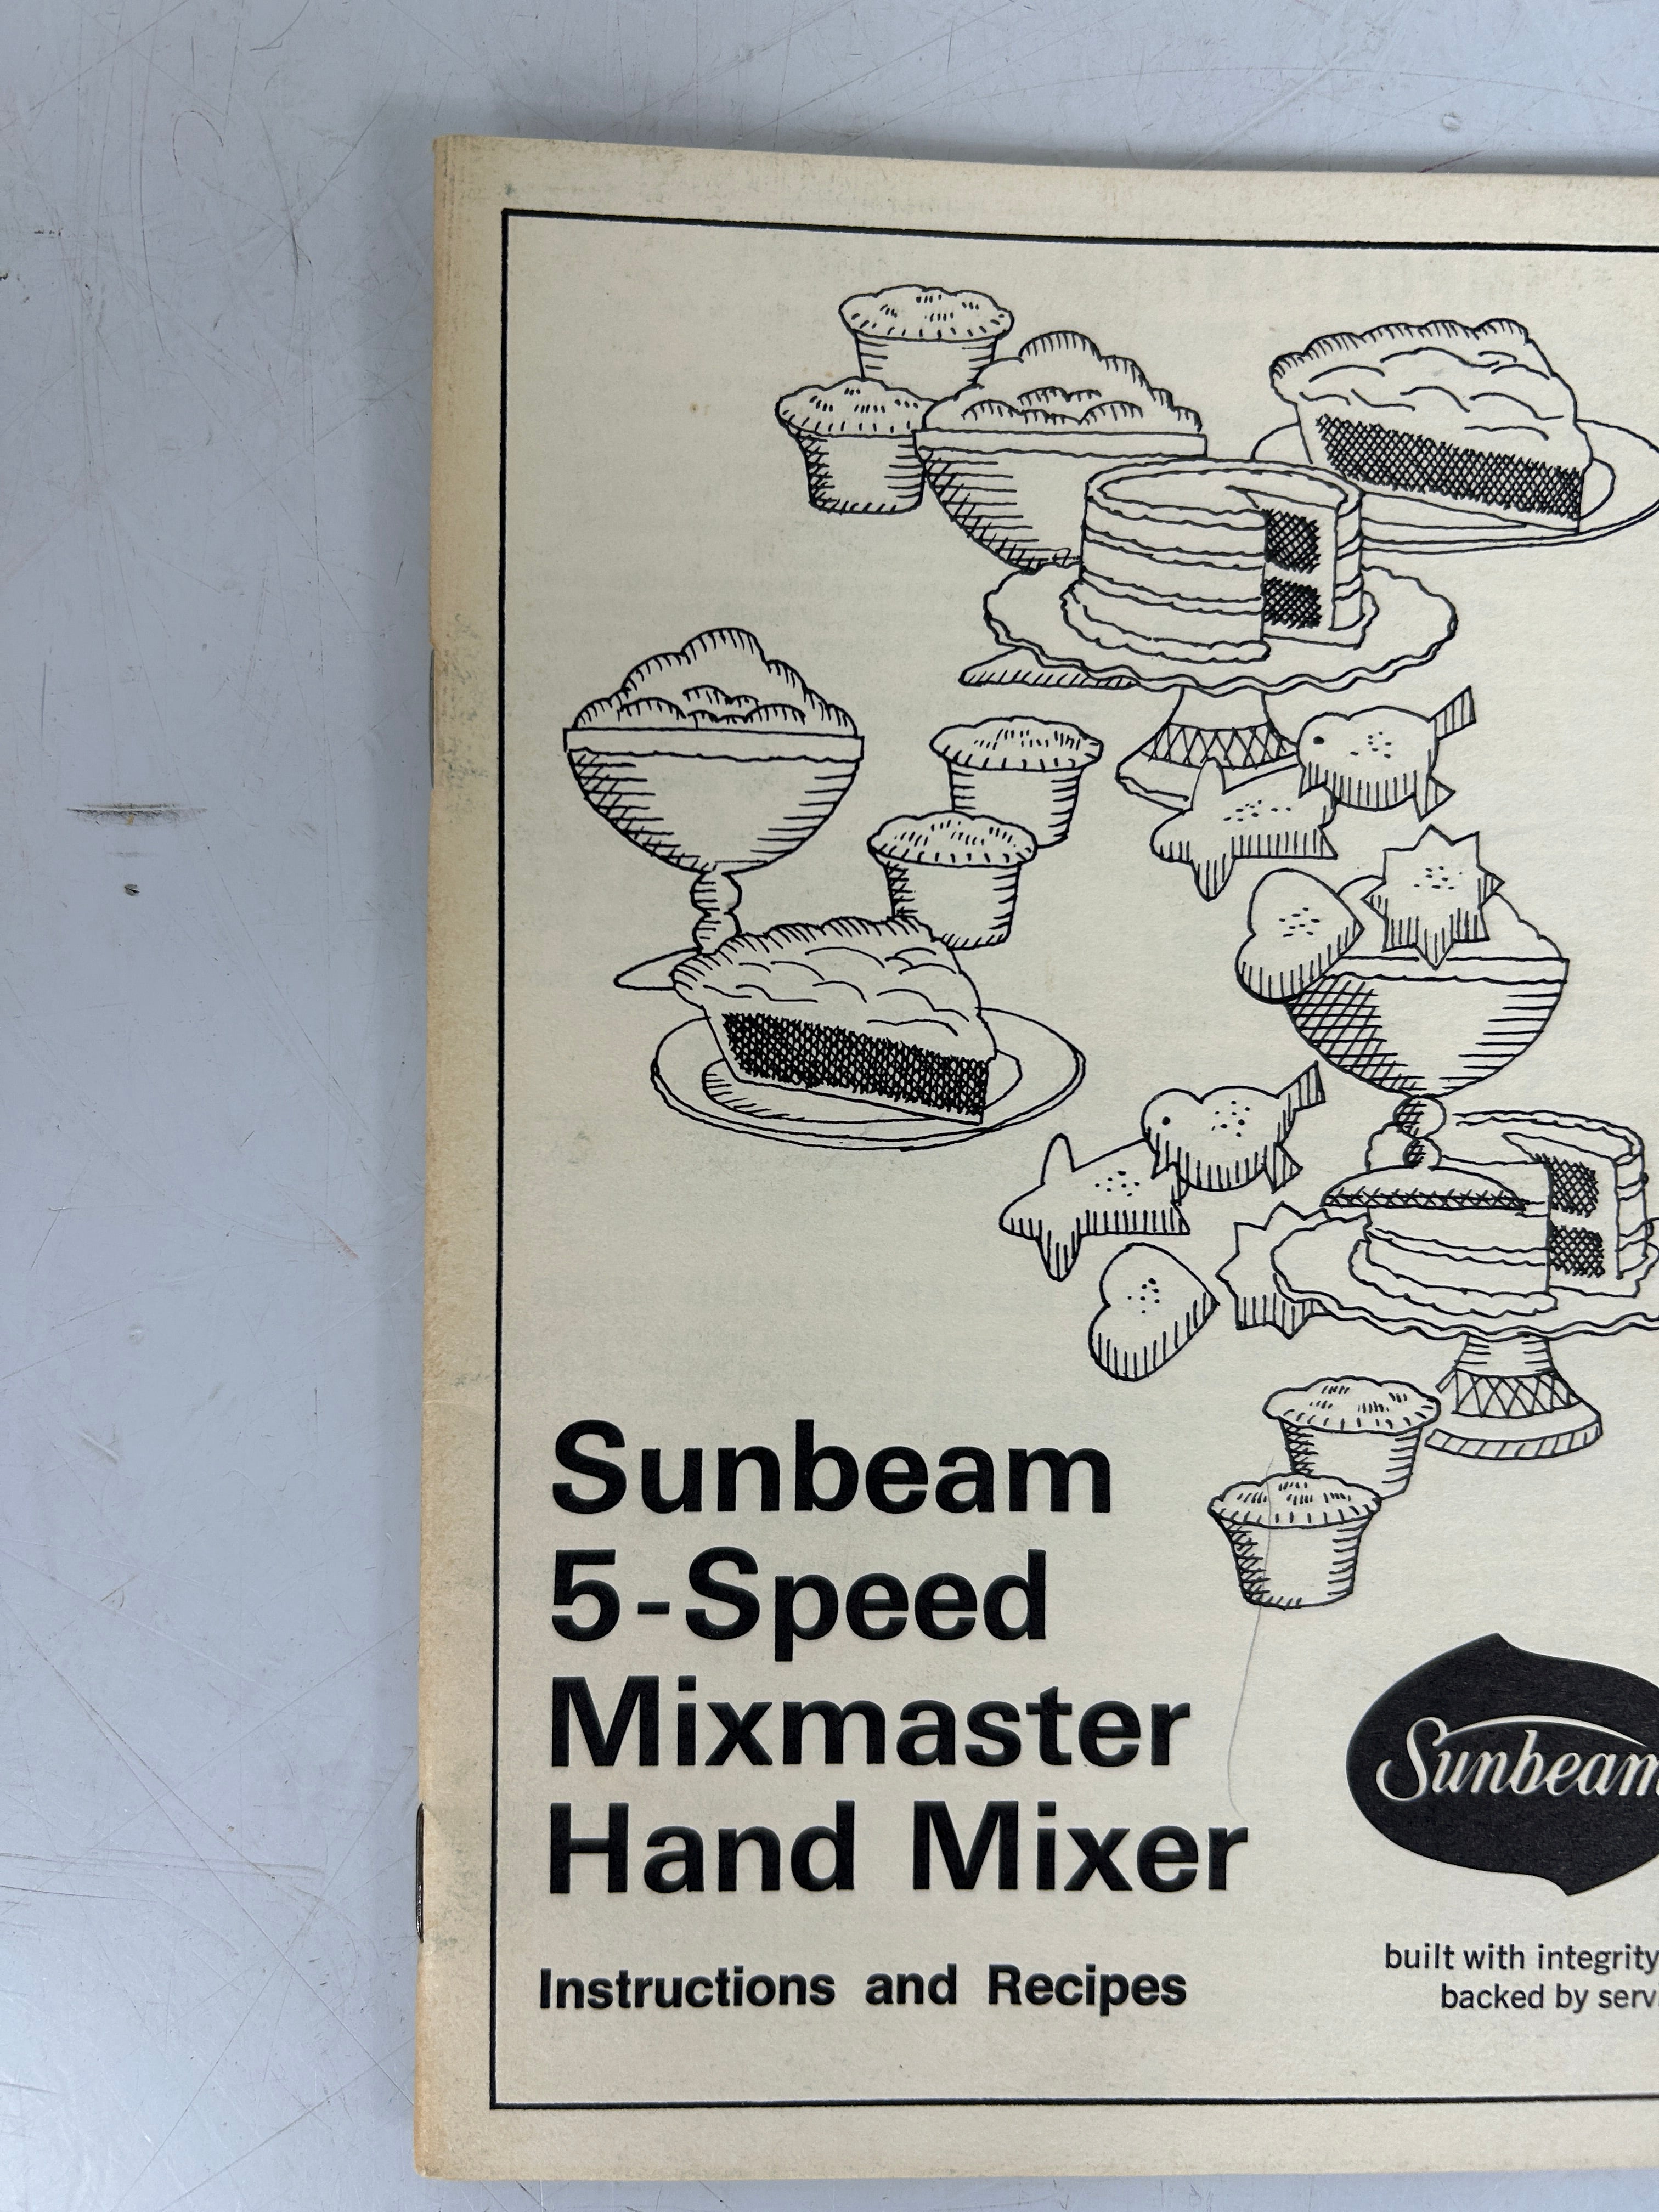 Sunbeam
5-Speed
Mixmaster
Hand Mixer
Instructions and Recipes
Sunbeam
built with integrity
backed by